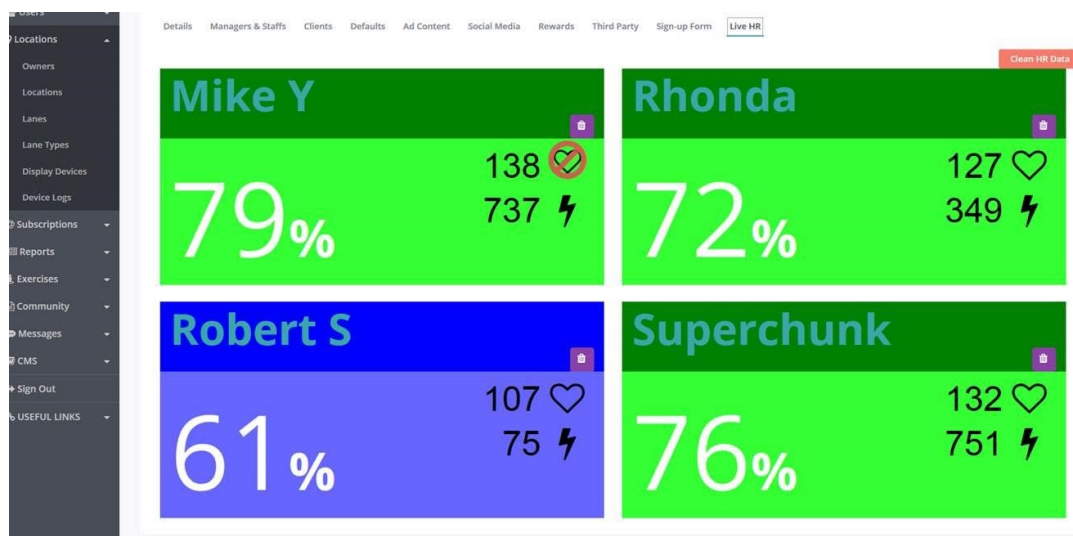 Users
Locations
Owners
Locations
Lanes
Lane Types
Display Devices
Device Logs
Subscriptions
Reports
Exercises
Community
Messages
CMS
Sign Out
USEFUL LINKS
Details Managers & Staffs Clients Defaults Ad Content Social Media Rewards Third Party Sign-up Form Live HR
Clean HR Data
Mike Y
138
737
79%
Rhonda
127
349
72%
Robert S
107
75
61%
Superchunk
132
751
76%